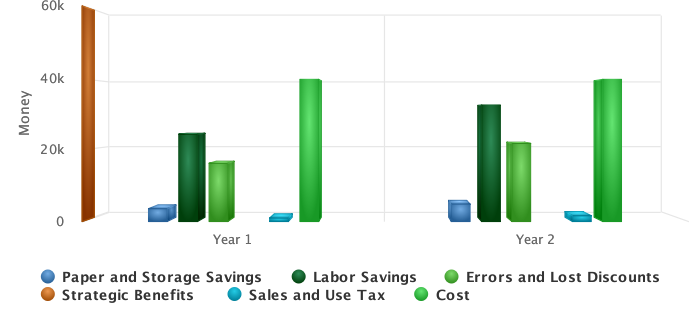 60k
40k
20k
0
Money
Year 1 Year 2
Paper and Storage Savings Labor Savings Errors and Lost Discounts
Strategic Benefits Sales and Use Tax Cost